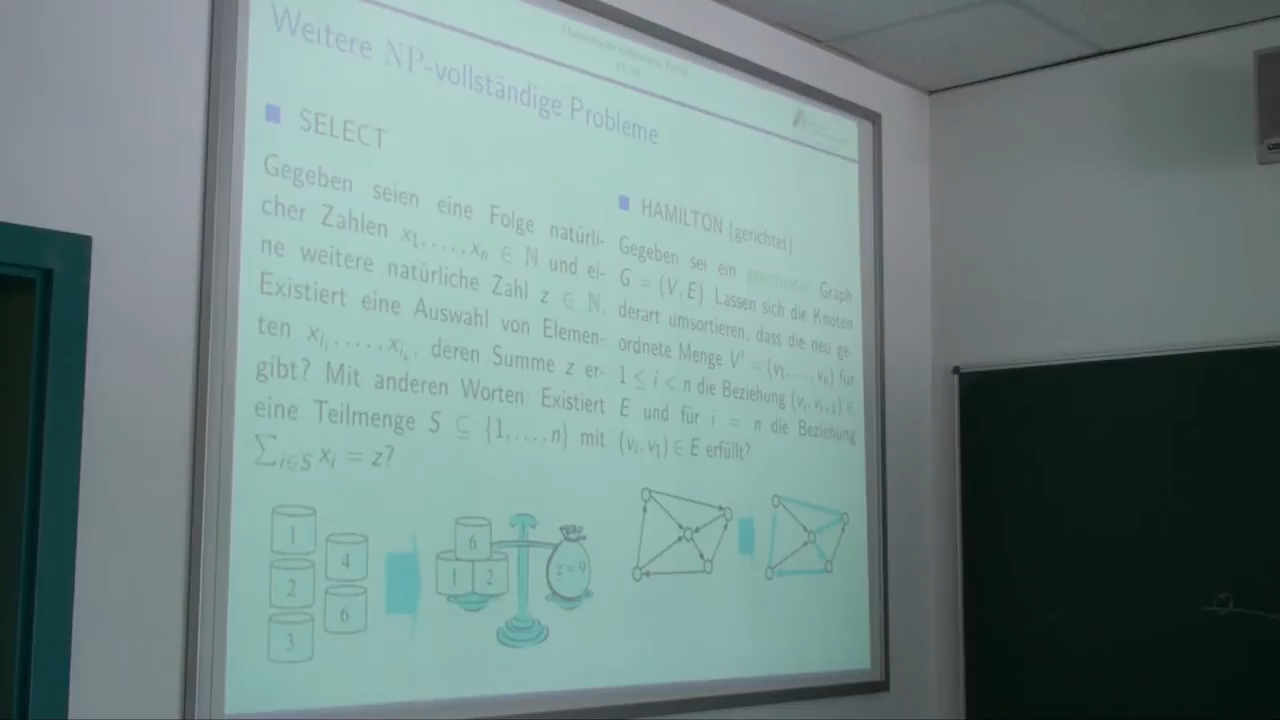 Weitere NP-vollständige Probleme
SELECT
Gegeben seien eine Folge natürli-
cher Zahlen x₁, . . . , xₙ ∈ ℕ und ei-
ne weitere natürliche Zahl z ∈ ℕ.
Existiert eine Auswahl von Elemen-
ten xᵢ₁, . . . , xᵢₖ, deren Summe z er-
gibt? Mit anderen Worten: Existiert
eine Teilmenge S ⊆ {1, . . . , n} mit
∑ᵢ∈S xᵢ = z?
1
4
2
6
3
6
1 2
z = 9
HAMILTON (gerichtet)
Gegeben sei ein gerichteter Graph
G = (V, E) Lassen sich die Knoten
derart umsortieren, dass die neu ge-
ordnete Menge V′ = (v₁, . . . , vₙ) für
1 ≤ i < n die Beziehung (vᵢ, vᵢ₊₁) ∈
E und für i = n die Beziehung
(vᵢ, v₁) ∈ E erfüllt?